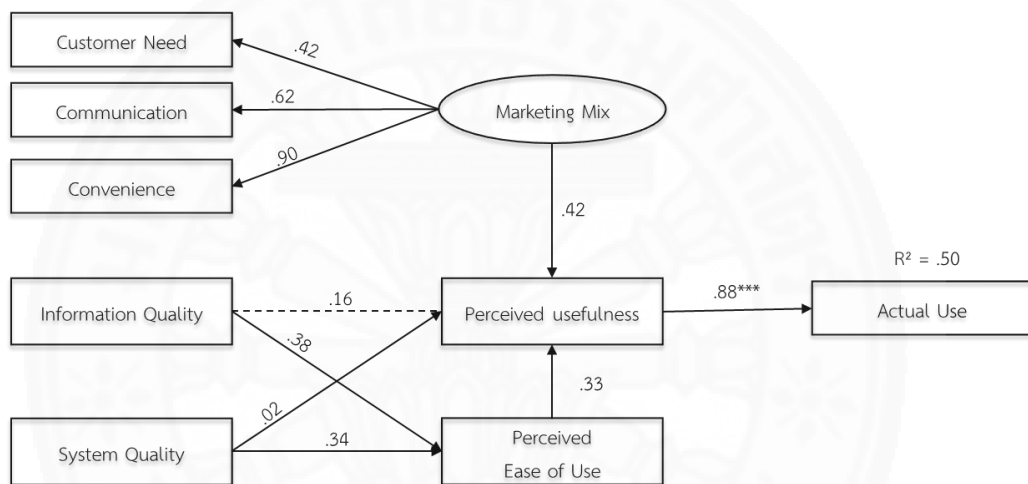 Customer Need
.42
Communication
.62
Marketing Mix
Convenience
.90
.42
R² = .50
Information Quality
.16
Perceived usefulness
.88***
Actual Use
.38
.33
.02
System Quality
.34
Perceived
Ease of Use